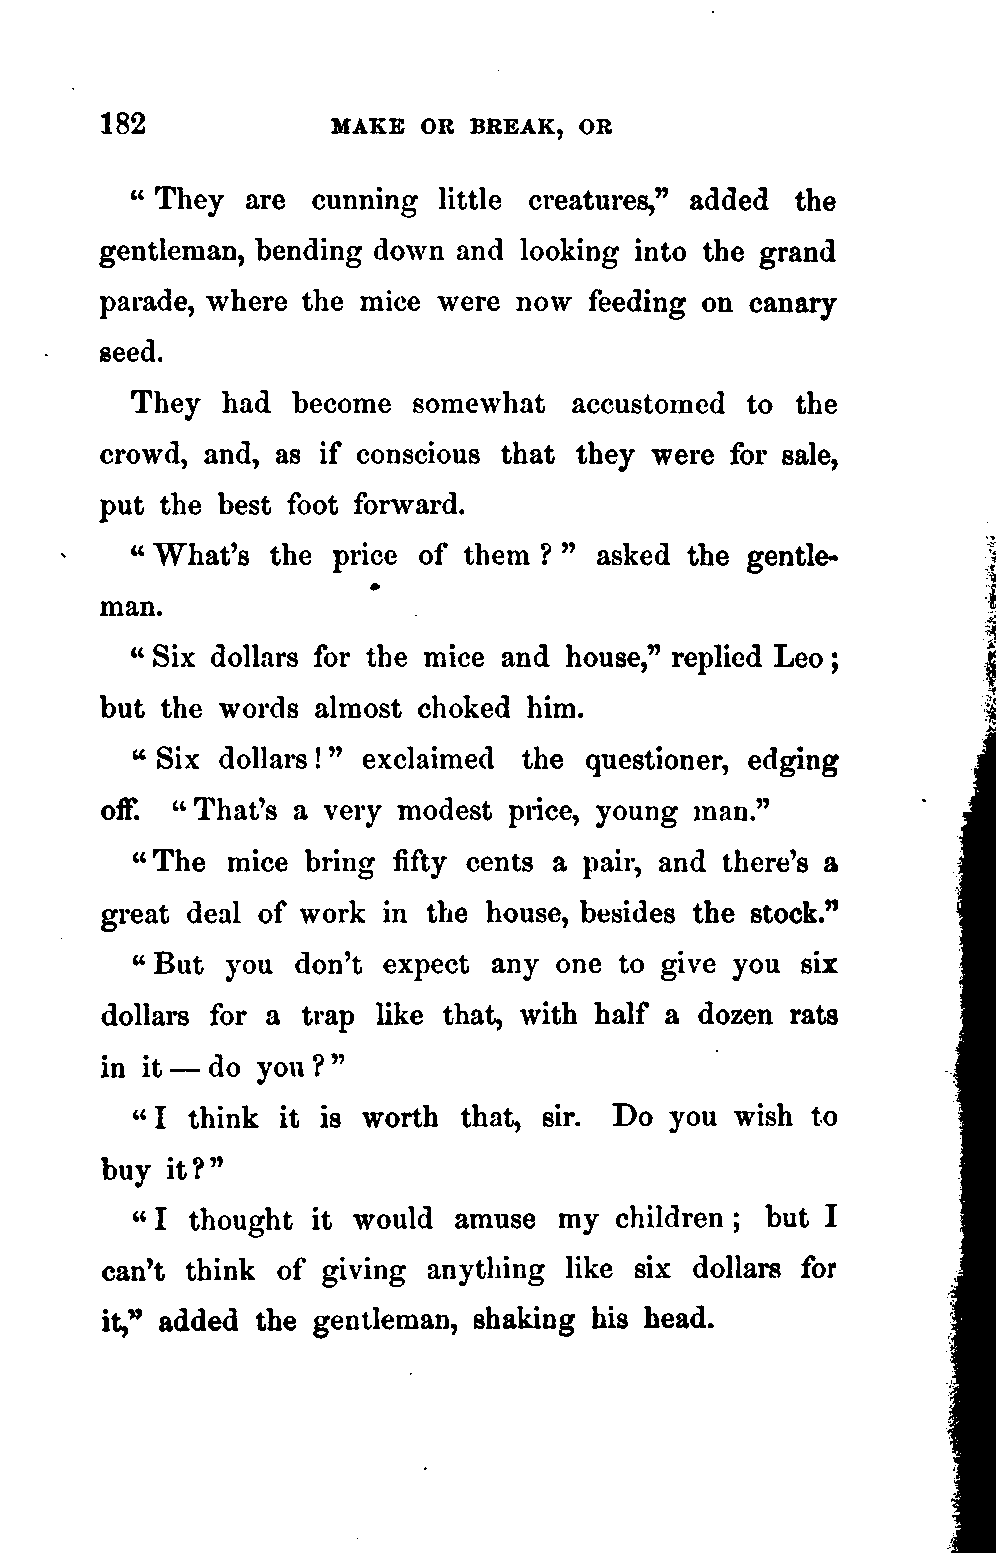 182 MAKE OR BREAK, OR
“ They are cunning little creatures,” added the
gentleman, bending down and looking into the grand
parade, where the mice were now feeding on canary
seed.
They had become somewhat accustomed to the
crowd, and, as if conscious that they were for sale,
put the best foot forward.
“ What’s the price of them ? ” asked the gentle-
man.
“ Six dollars for the mice and house,” replied Leo ;
but the words almost choked him.
“ Six dollars ! ” exclaimed the questioner, edging
off. “ That’s a very modest price, young man.”
“ The mice bring fifty cents a pair, and there’s a
great deal of work in the house, besides the stock.”
“ But you don’t expect any one to give you six
dollars for a trap like that, with half a dozen rats
in it — do you ? ”
“ I think it is worth that, sir. Do you wish to
buy it ? ”
“ I thought it would amuse my children ; but I
can’t think of giving anything like six dollars for
it,” added the gentleman, shaking his head.